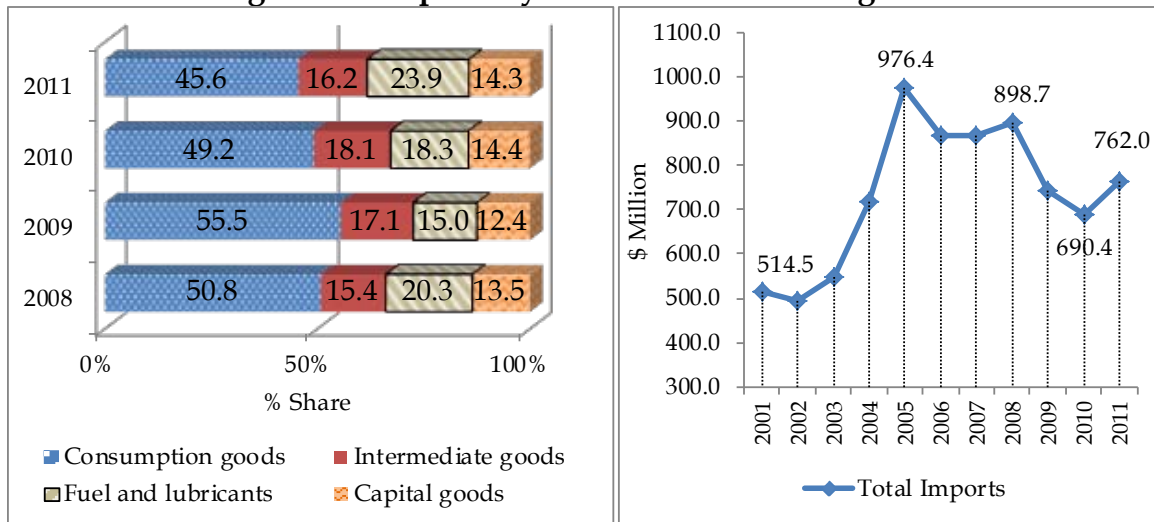 2011 45.6 16.2 23.9 14.3
2010 49.2 18.1 18.3 14.4
2009 55.5 17.1 15.0 12.4
2008 50.8 15.4 20.3 13.5
0% 50% 100%
% Share
Consumption goods Intermediate goods
Fuel and lubricants Capital goods
1100.0
1000.0
900.0
800.0
700.0
600.0
500.0
400.0
300.0
$ Million
514.5
976.4
898.7
690.4
762.0
2001 2002 2003 2004 2005 2006 2007 2008 2009 2010 2011
Total Imports